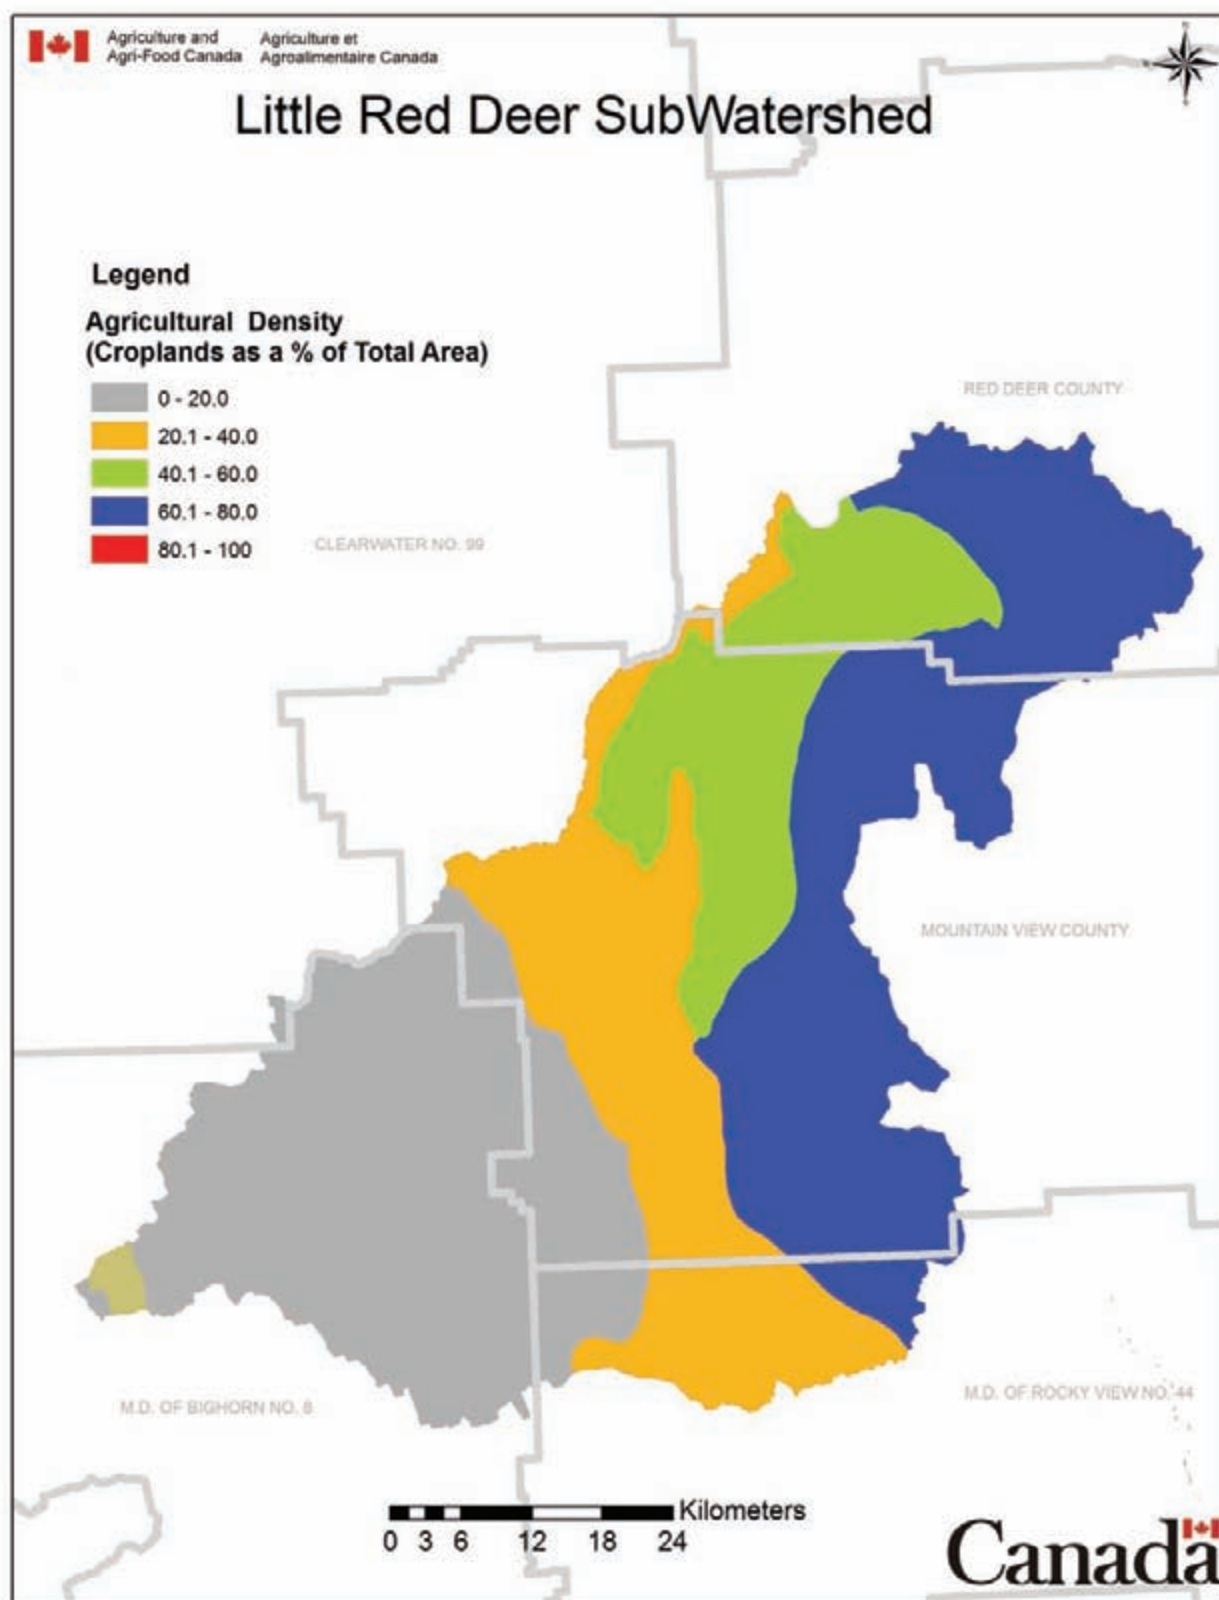 Agriculture and Agriculture et
Agri-Food Canada Agroalimentaire Canada
Little Red Deer SubWatershed
Legend
Agricultural Density
(Croplands as a % of Total Area)
0 - 20.0
20.1 - 40.0
40.1 - 60.0
60.1 - 80.0
80.1 - 100
RED DEER COUNTY
CLEARWATER NO. 99
MOUNTAIN VIEW COUNTY
M.D. OF BIGHORN NO. 8
M.D. OF ROCKY VIEW NO. 44
Kilometers
0 3 6 12 18 24
Canada